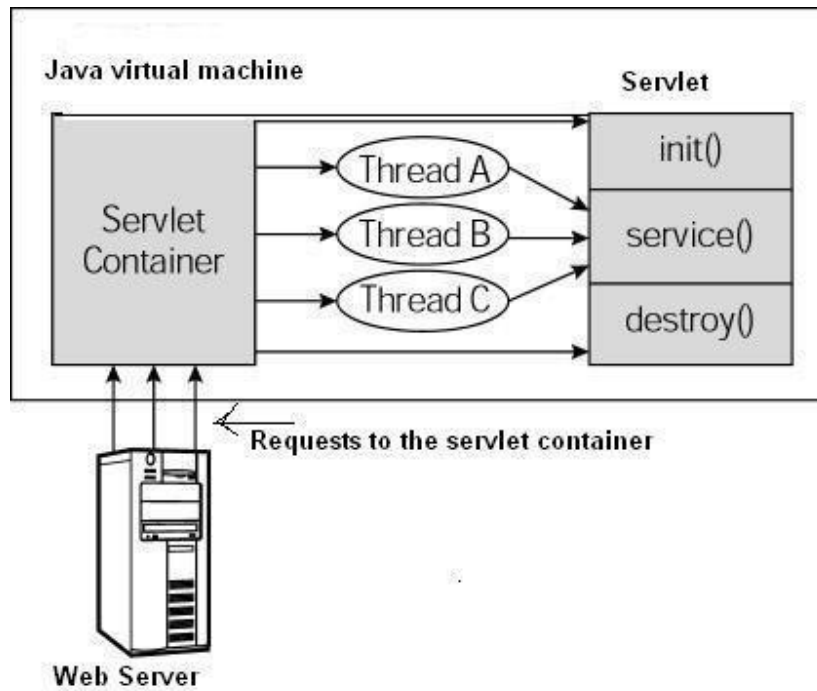 Java virtual machine
Servlet
init()
Thread A
Servlet
Container
Thread B
service()
Thread C
destroy()
Requests to the servlet container
Web Server